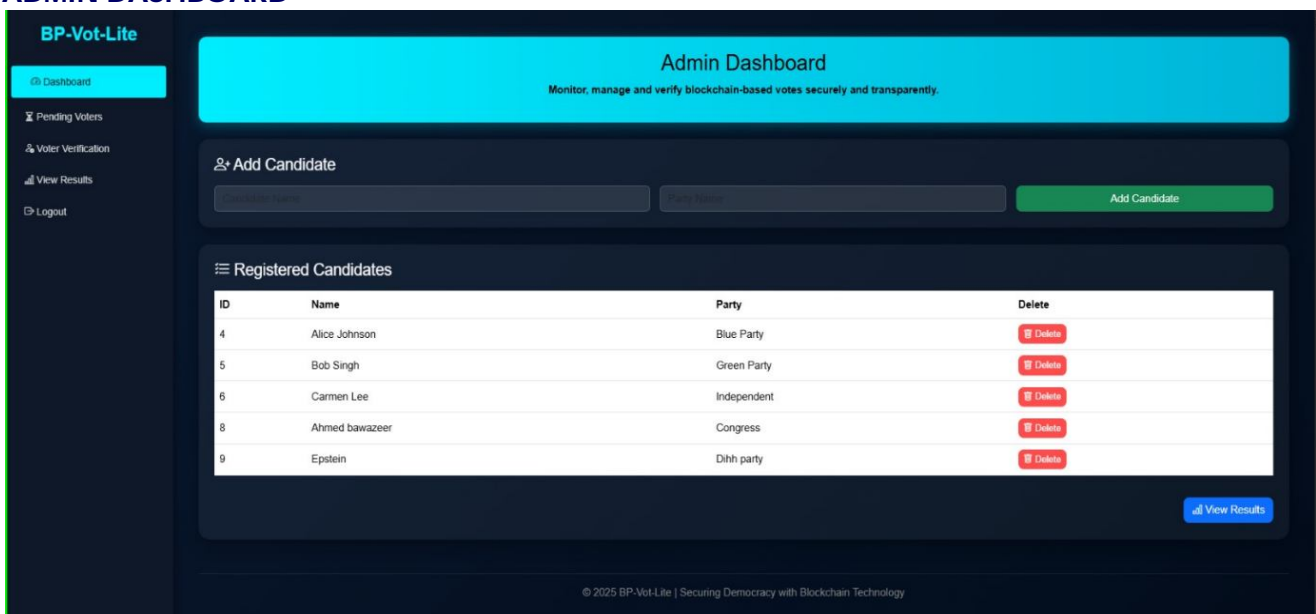 ADMIN DASHBOARD
BP-Vot-Lite
Dashboard
Pending Voters
Voter Verification
View Results
Logout
Admin Dashboard
Monitor, manage and verify blockchain-based votes securely and transparently.
Add Candidate
Candidate Name Party Name Add Candidate
Registered Candidates
ID Name Party Delete
4 Alice Johnson Blue Party Delete
5 Bob Singh Green Party Delete
6 Carmen Lee Independent Delete
8 Ahmed bawazeer Congress Delete
9 Epstein Dihh party Delete
View Results
© 2025 BP-Vot-Lite | Securing Democracy with Blockchain Technology